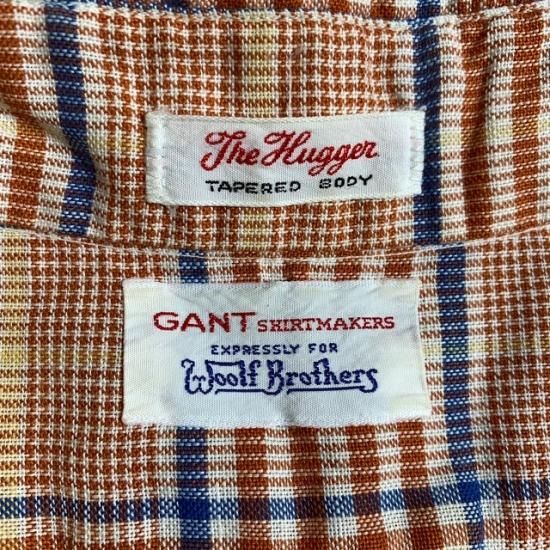 The Hugger
TAPERED BODY
GANT SHIRTMAKERS
EXPRESSLY FOR
Woolf Brothers